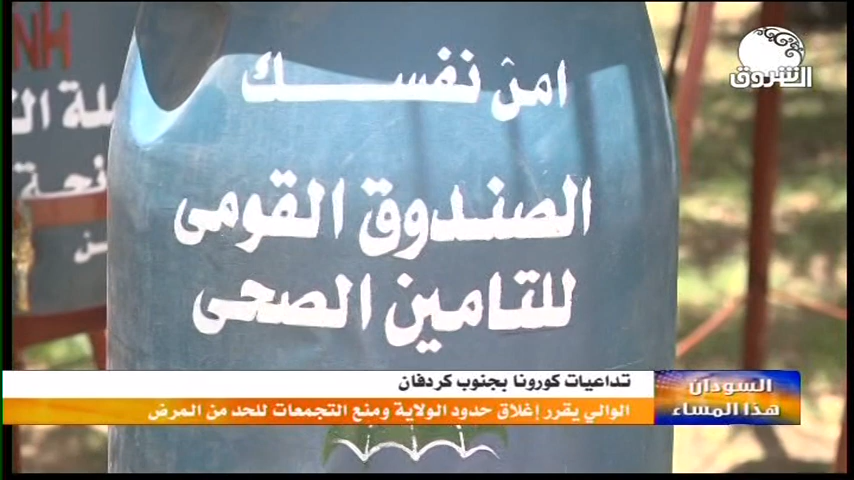 الشروق
NH
امن نفسك
الصندوق القومى
للتامين الصحى
تداعيات كورونا بجنوب كردفان
السودان
هذا المساء
الوالي يقرر إغلاق حدود الولاية ومنع التجمعات للحد من المرض